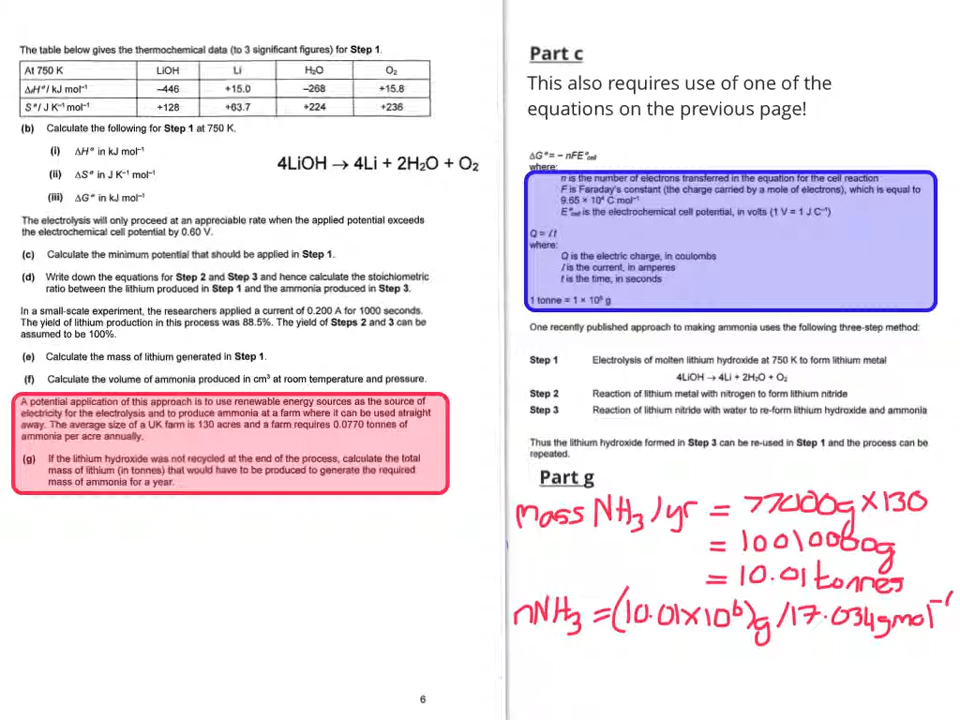 The table below gives the thermochemical data (to 3 significant figures) for Step 1.
At 750 K LiOH Li H₂O O₂
ΔfH°/ kJ mol⁻¹ −446 +15.0 −268 +15.8
S°/ J K⁻¹ mol⁻¹ +128 +63.7 +224 +236
(b) Calculate the following for Step 1 at 750 K.
(i) ΔH° in kJ mol⁻¹
(ii) ΔS° in J K⁻¹ mol⁻¹
(iii) ΔG° in kJ mol⁻¹
4LiOH → 4Li + 2H₂O + O₂
The electrolysis will only proceed at an appreciable rate when the applied potential exceeds
the electrochemical cell potential by 0.60 V.
(c) Calculate the minimum potential that should be applied in Step 1.
(d) Write down the equations for Step 2 and Step 3 and hence calculate the stoichiometric
ratio between the lithium produced in Step 1 and the ammonia produced in Step 3.
In a small-scale experiment, the researchers applied a current of 0.200 A for 1000 seconds.
The yield of lithium production in this process was 88.5%. The yield of Steps 2 and 3 can be
assumed to be 100%.
(e) Calculate the mass of lithium generated in Step 1.
(f) Calculate the volume of ammonia produced in cm³ at room temperature and pressure.
A potential application of this approach is to use renewable energy sources as the source of
electricity for the electrolysis and to produce ammonia at a farm where it can be used straight
away. The average size of a UK farm is 130 acres and a farm requires 0.0770 tonnes of
ammonia per acre annually.
(g) If the lithium hydroxide was not recycled at the end of the process, calculate the total
mass of lithium (in tonnes) that would have to be produced to generate the required
mass of ammonia for a year.
6
Part c
This also requires use of one of the
equations on the previous page!
ΔG° = − nFE°cell
where:
n is the number of electrons transferred in the equation for the cell reaction
F is Faraday's constant (the charge carried by a mole of electrons), which is equal to
9.65 × 10⁴ C mol⁻¹
E°cell is the electrochemical cell potential, in volts (1 V = 1 J C⁻¹)
Q = It
where:
Q is the electric charge, in coulombs
I is the current, in amperes
t is the time, in seconds
1 tonne = 1 × 10⁶ g
One recently published approach to making ammonia uses the following three-step method:
Step 1 Electrolysis of molten lithium hydroxide at 750 K to form lithium metal
4LiOH → 4Li + 2H₂O + O₂
Step 2 Reaction of lithium metal with nitrogen to form lithium nitride
Step 3 Reaction of lithium nitride with water to re-form lithium hydroxide and ammonia
Thus the lithium hydroxide formed in Step 3 can be re-used in Step 1 and the process can be
repeated.
Part g
mass NH₃/yr = 77000g × 130
= 10010000g
= 10.01 tonnes
nNH₃ = (10.01×10⁶)g /17.034gmol⁻¹